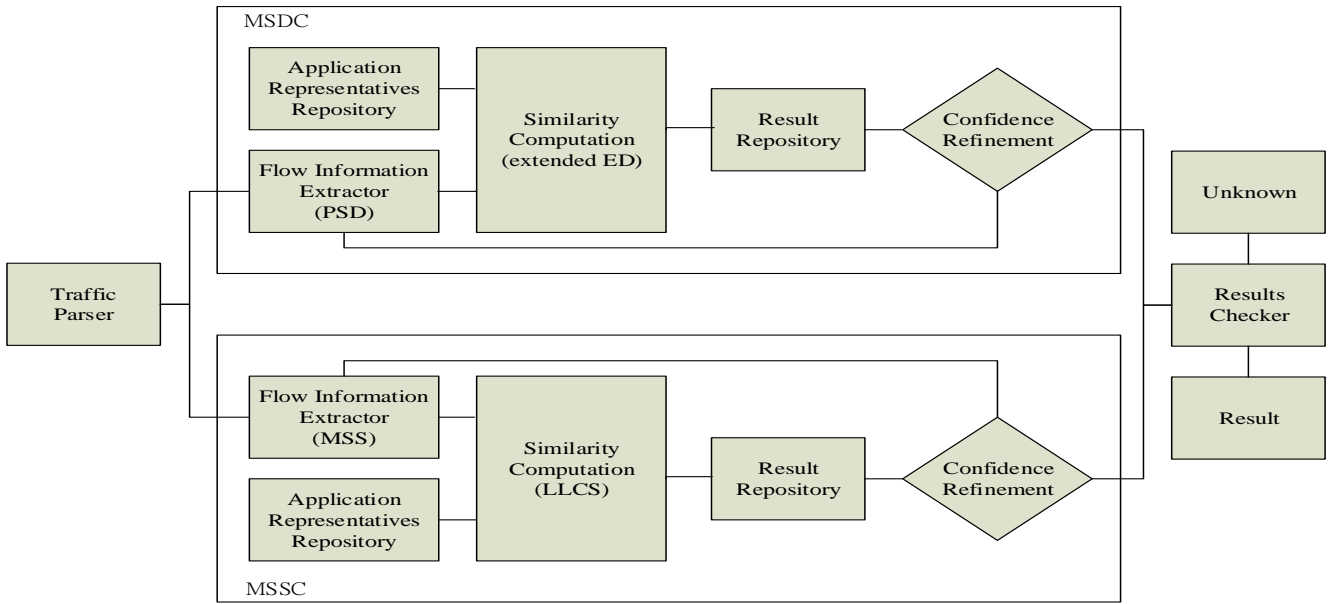 MSDC
Application
Representatives
Repository
Flow Information
Extractor
(PSD)
Similarity
Computation
(extended ED)
Result
Repository
Confidence
Refinement
Traffic
Parser
Unknown
Results
Checker
Result
Flow Information
Extractor
(MSS)
Application
Representatives
Repository
Similarity
Computation
(LLCS)
Result
Repository
Confidence
Refinement
MSSC